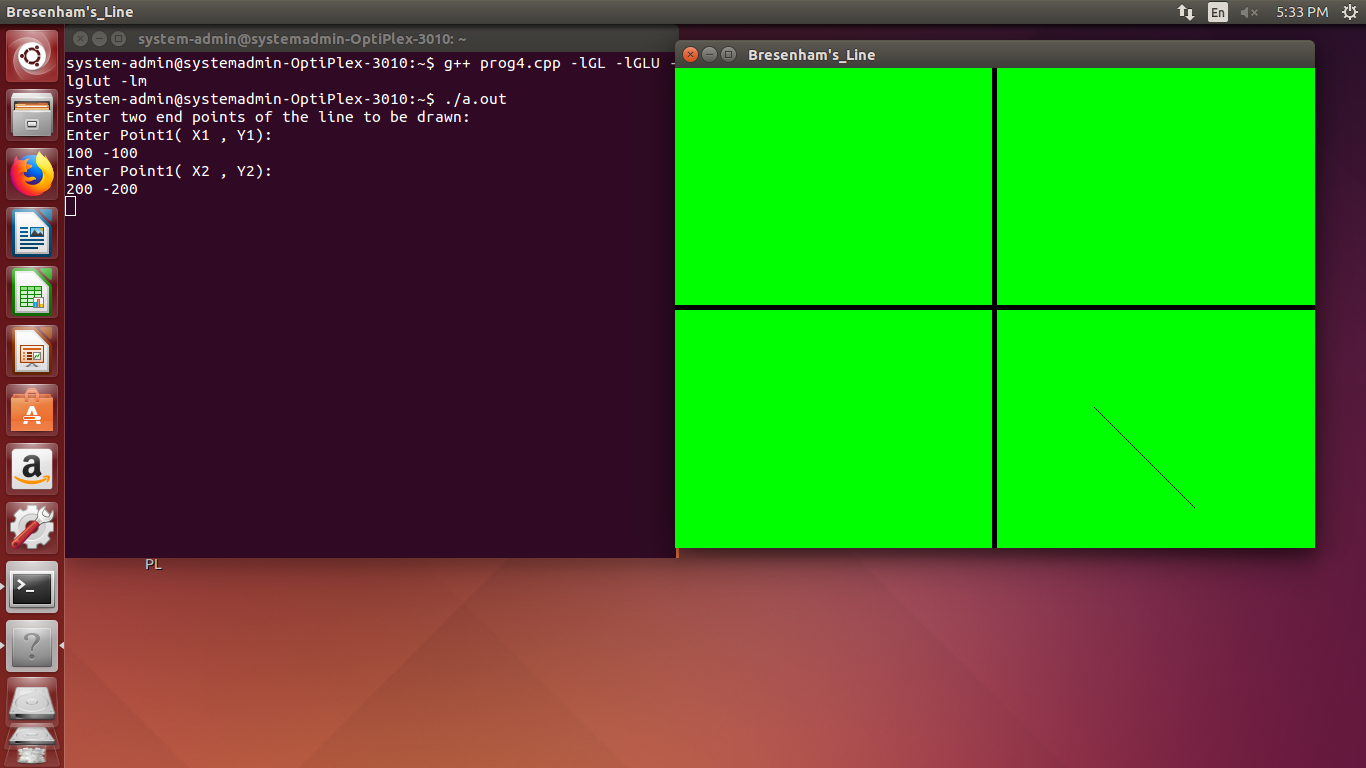 Bresenham's_Line
En
5:33 PM
system-admin@systemadmin-OptiPlex-3010: ~
system-admin@systemadmin-OptiPlex-3010:~$ g++ prog4.cpp -lGL -lGLU -
lglut -lm
system-admin@systemadmin-OptiPlex-3010:~$ ./a.out
Enter two end points of the line to be drawn:
Enter Point1( X1 , Y1):
100 -100
Enter Point1( X2 , Y2):
200 -200
Bresenham's_Line
PL